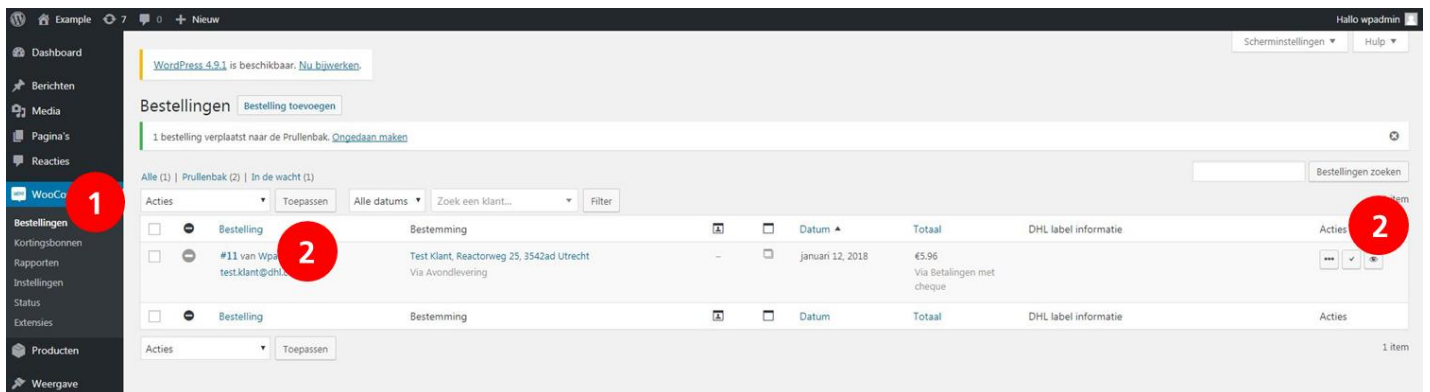 Example 7 0 + Nieuw Hallo wpadmin
Scherminstellingen ▼ Hulp ▼
Dashboard
Berichten
Media
Pagina's
Reacties
WooCo
1
Bestellingen
Kortingsbonnen
Rapporten
Instellingen
Status
Extensies
Producten
Weergave
WordPress 4.9.1 is beschikbaar. Nu bijwerken.
Bestellingen Bestelling toevoegen
1 bestelling verplaatst naar de Prullenbak. Ongedaan maken
Bestellingen zoeken
Alle (1) | Prullenbak (2) | In de wacht (1)
Acties ▼ Toepassen Alle datums ▼ Zoek een klant... Filter item
Bestelling Bestemming Datum ▲ Totaal DHL label informatie Acties
2
2
#11 van Wpa Test Klant, Reactorweg 25, 3542ad Utrecht – januari 12, 2018 €5.96
test.klant@dhl. Via Avondlevering Via Betalingen met
cheque
Bestelling Bestemming Datum Totaal DHL label informatie Acties
Acties ▼ Toepassen 1 item